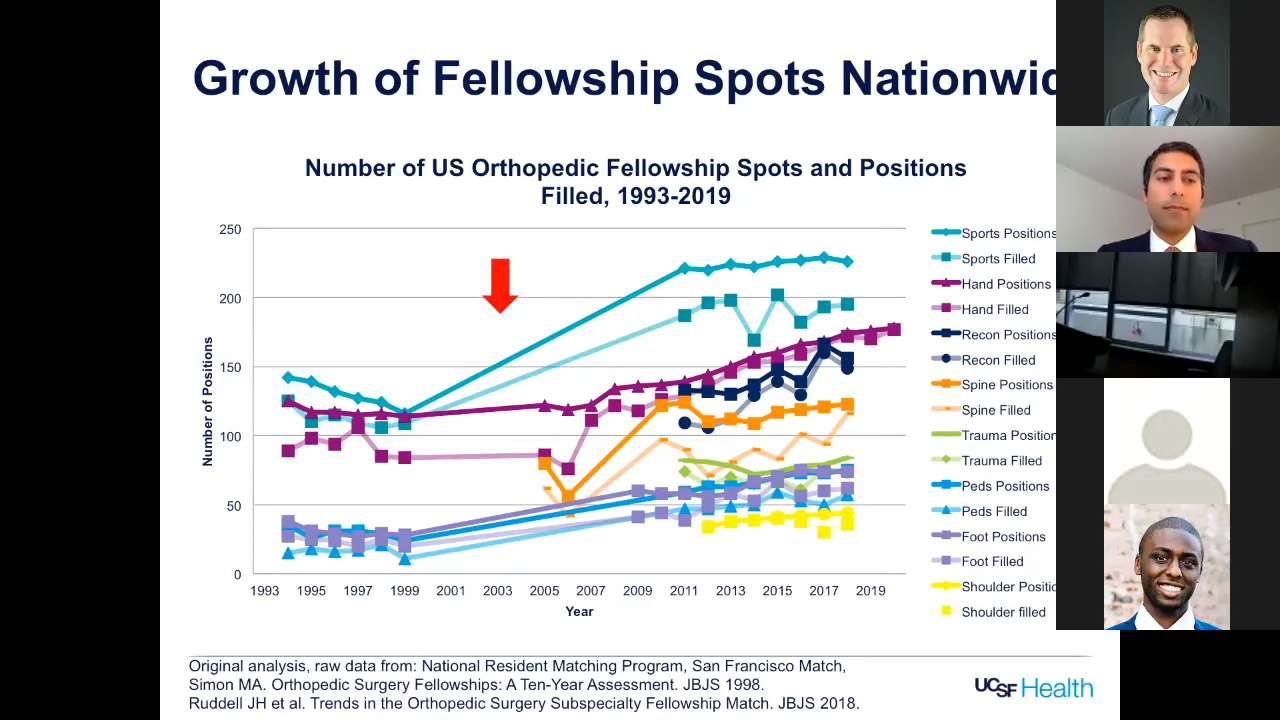 Growth of Fellowship Spots Nationwid
Number of US Orthopedic Fellowship Spots and Positions
Filled, 1993-2019
250
200
150
100
50
0
Number of Positions
1993 1995 1997 1999 2001 2003 2005 2007 2009 2011 2013 2015 2017 2019
Year
Sports Positions
Sports Filled
Hand Positions
Hand Filled
Recon Positions
Recon Filled
Spine Positions
Spine Filled
Trauma Position
Trauma Filled
Peds Positions
Peds Filled
Foot Positions
Foot Filled
Shoulder Positio
Shoulder filled
Original analysis, raw data from: National Resident Matching Program, San Francisco Match,
Simon MA. Orthopedic Surgery Fellowships: A Ten-Year Assessment. JBJS 1998.
Ruddell JH et al. Trends in the Orthopedic Surgery Subspecialty Fellowship Match. JBJS 2018.
UCSF Health